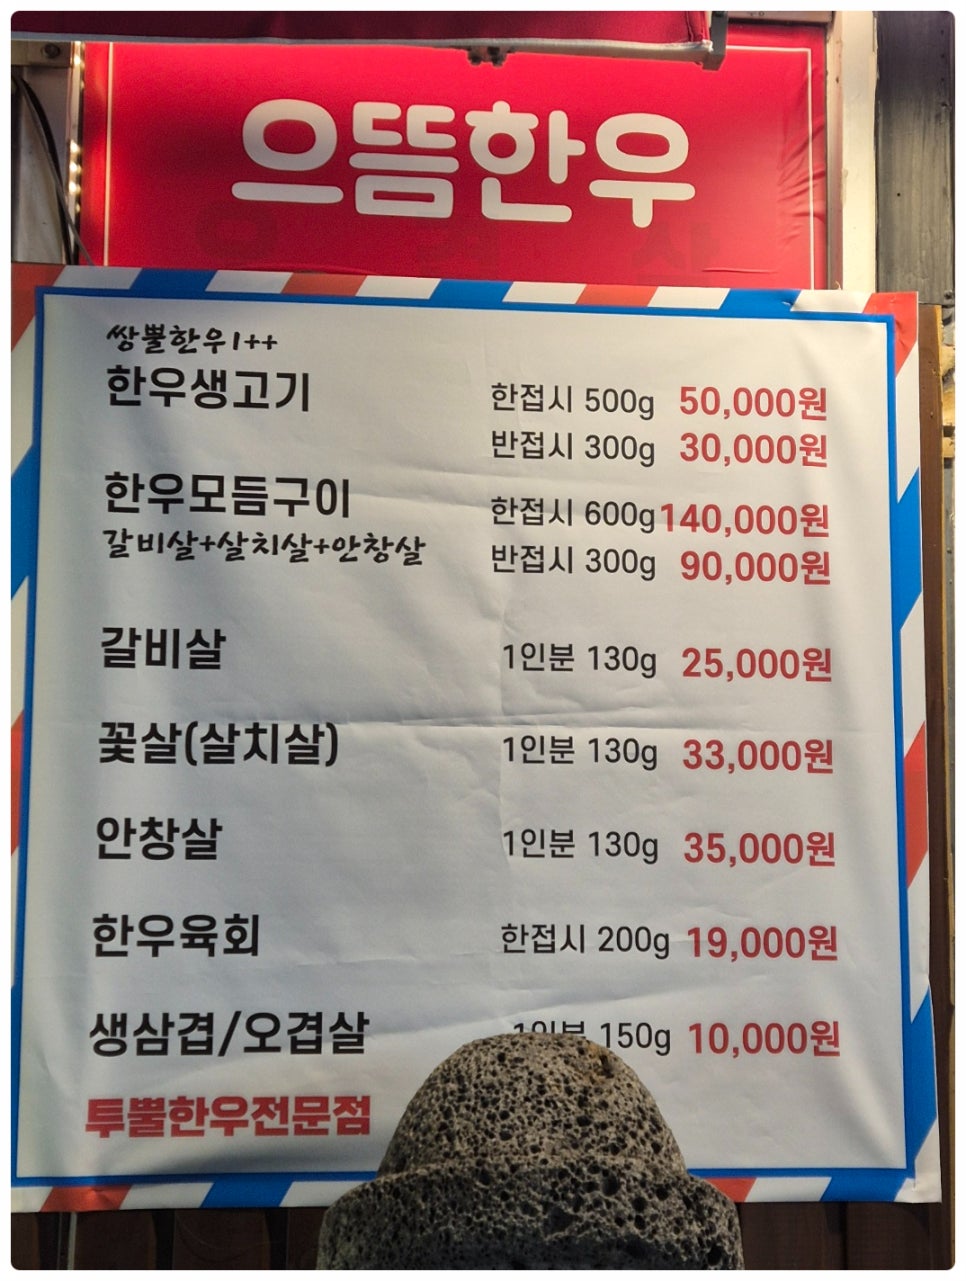 으뜸한우
쌍뿔한우1++
한우생고기 한접시 500g 50,000원
반접시 300g 30,000원
한우모듬구이 한접시 600g 140,000원
갈비살+살치살+안창살 반접시 300g 90,000원
갈비살 1인분 130g 25,000원
꽃살(살치살) 1인분 130g 33,000원
안창살 1인분 130g 35,000원
한우육회 한접시 200g 19,000원
생삼겹/오겹살 1인분 150g 10,000원
투뿔한우전문점